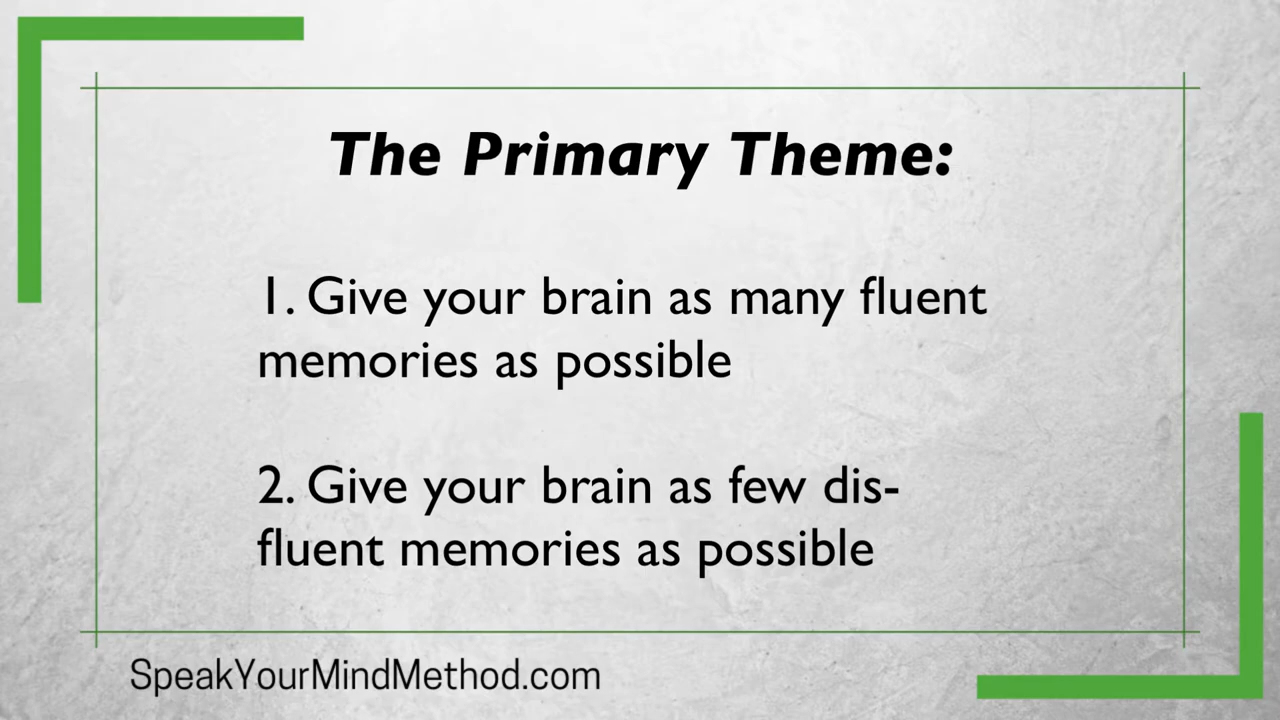 The Primary Theme:
1. Give your brain as many fluent
memories as possible
2. Give your brain as few dis-
fluent memories as possible
SpeakYourMindMethod.com